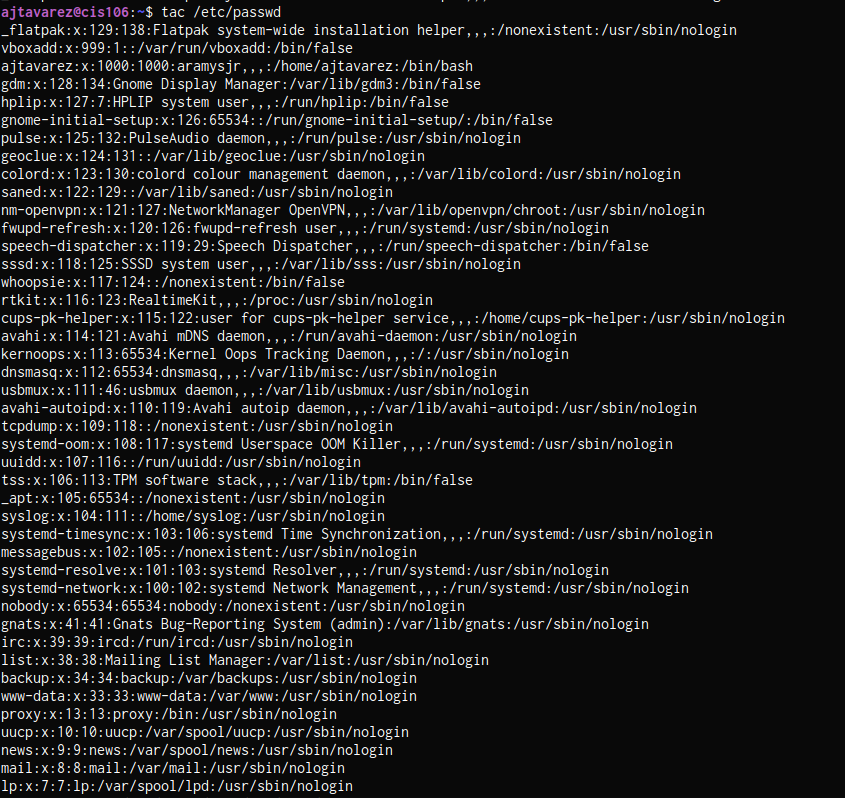 ajtavarez@cis106:~$ tac /etc/passwd
_flatpak:x:129:138:Flatpak system-wide installation helper,,,:/nonexistent:/usr/sbin/nologin
vboxadd:x:999:1::/var/run/vboxadd:/bin/false
ajtavarez:x:1000:1000:aramysjr,,,:/home/ajtavarez:/bin/bash
gdm:x:128:134:Gnome Display Manager:/var/lib/gdm3:/bin/false
hplip:x:127:7:HPLIP system user,,,:/run/hplip:/bin/false
gnome-initial-setup:x:126:65534::/run/gnome-initial-setup/:/bin/false
pulse:x:125:132:PulseAudio daemon,,,:/run/pulse:/usr/sbin/nologin
geoclue:x:124:131::/var/lib/geoclue:/usr/sbin/nologin
colord:x:123:130:colord colour management daemon,,,:/var/lib/colord:/usr/sbin/nologin
saned:x:122:129::/var/lib/saned:/usr/sbin/nologin
nm-openvpn:x:121:127:NetworkManager OpenVPN,,,:/var/lib/openvpn/chroot:/usr/sbin/nologin
fwupd-refresh:x:120:126:fwupd-refresh user,,,:/run/systemd:/usr/sbin/nologin
speech-dispatcher:x:119:29:Speech Dispatcher,,,:/run/speech-dispatcher:/bin/false
sssd:x:118:125:SSSD system user,,,:/var/lib/sss:/usr/sbin/nologin
whoopsie:x:117:124::/nonexistent:/bin/false
rtkit:x:116:123:RealtimeKit,,,:/proc:/usr/sbin/nologin
cups-pk-helper:x:115:122:user for cups-pk-helper service,,,:/home/cups-pk-helper:/usr/sbin/nologin
avahi:x:114:121:Avahi mDNS daemon,,,:/run/avahi-daemon:/usr/sbin/nologin
kernoops:x:113:65534:Kernel Oops Tracking Daemon,,,:/:/usr/sbin/nologin
dnsmasq:x:112:65534:dnsmasq,,,:/var/lib/misc:/usr/sbin/nologin
usbmux:x:111:46:usbmux daemon,,,:/var/lib/usbmux:/usr/sbin/nologin
avahi-autoipd:x:110:119:Avahi autoip daemon,,,:/var/lib/avahi-autoipd:/usr/sbin/nologin
tcpdump:x:109:118::/nonexistent:/usr/sbin/nologin
systemd-oom:x:108:117:systemd Userspace OOM Killer,,,:/run/systemd:/usr/sbin/nologin
uuidd:x:107:116::/run/uuidd:/usr/sbin/nologin
tss:x:106:113:TPM software stack,,,:/var/lib/tpm:/bin/false
_apt:x:105:65534::/nonexistent:/usr/sbin/nologin
syslog:x:104:111::/home/syslog:/usr/sbin/nologin
systemd-timesync:x:103:106:systemd Time Synchronization,,,:/run/systemd:/usr/sbin/nologin
messagebus:x:102:105::/nonexistent:/usr/sbin/nologin
systemd-resolve:x:101:103:systemd Resolver,,,:/run/systemd:/usr/sbin/nologin
systemd-network:x:100:102:systemd Network Management,,,:/run/systemd:/usr/sbin/nologin
nobody:x:65534:65534:nobody:/nonexistent:/usr/sbin/nologin
gnats:x:41:41:Gnats Bug-Reporting System (admin):/var/lib/gnats:/usr/sbin/nologin
irc:x:39:39:ircd:/run/ircd:/usr/sbin/nologin
list:x:38:38:Mailing List Manager:/var/list:/usr/sbin/nologin
backup:x:34:34:backup:/var/backups:/usr/sbin/nologin
www-data:x:33:33:www-data:/var/www:/usr/sbin/nologin
proxy:x:13:13:proxy:/bin:/usr/sbin/nologin
uucp:x:10:10:uucp:/var/spool/uucp:/usr/sbin/nologin
news:x:9:9:news:/var/spool/news:/usr/sbin/nologin
mail:x:8:8:mail:/var/mail:/usr/sbin/nologin
lp:x:7:7:lp:/var/spool/lpd:/usr/sbin/nologin